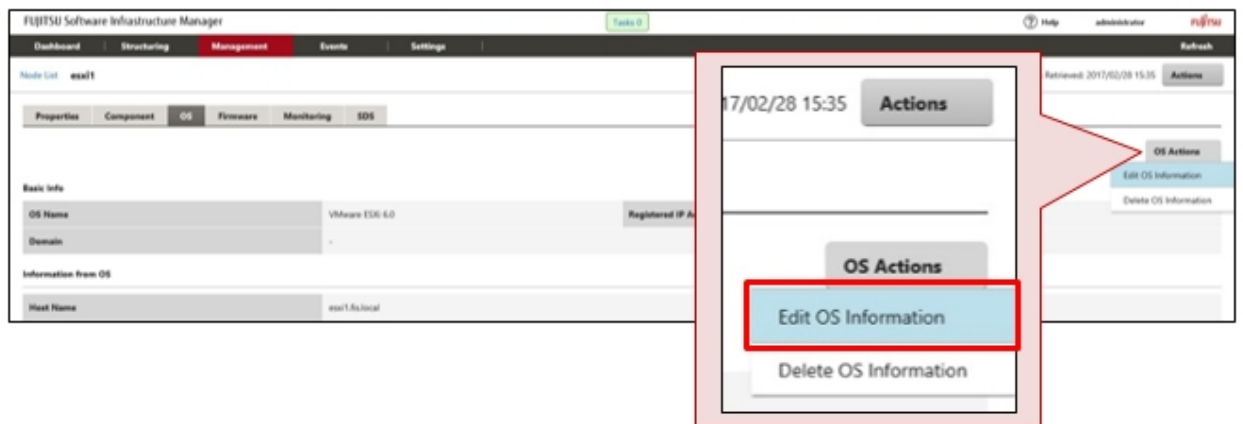 FUJITSU Software Infrastructure Manager Tasks 0 Help administrator FUJITSU
Dashboard Structuring Management Events Settings Refresh
Node List esxi1 Retrieved: 2017/02/28 15:35 Actions
Properties Component OS Firmware Monitoring SDS
OS Actions
Edit OS Information
Delete OS Information
Basic Info
OS Name VMware ESXi 6.0 Registered IP A
Domain -
Information from OS
Host Name esxi1.fis.local
17/02/28 15:35 Actions
OS Actions
Edit OS Information
Delete OS Information